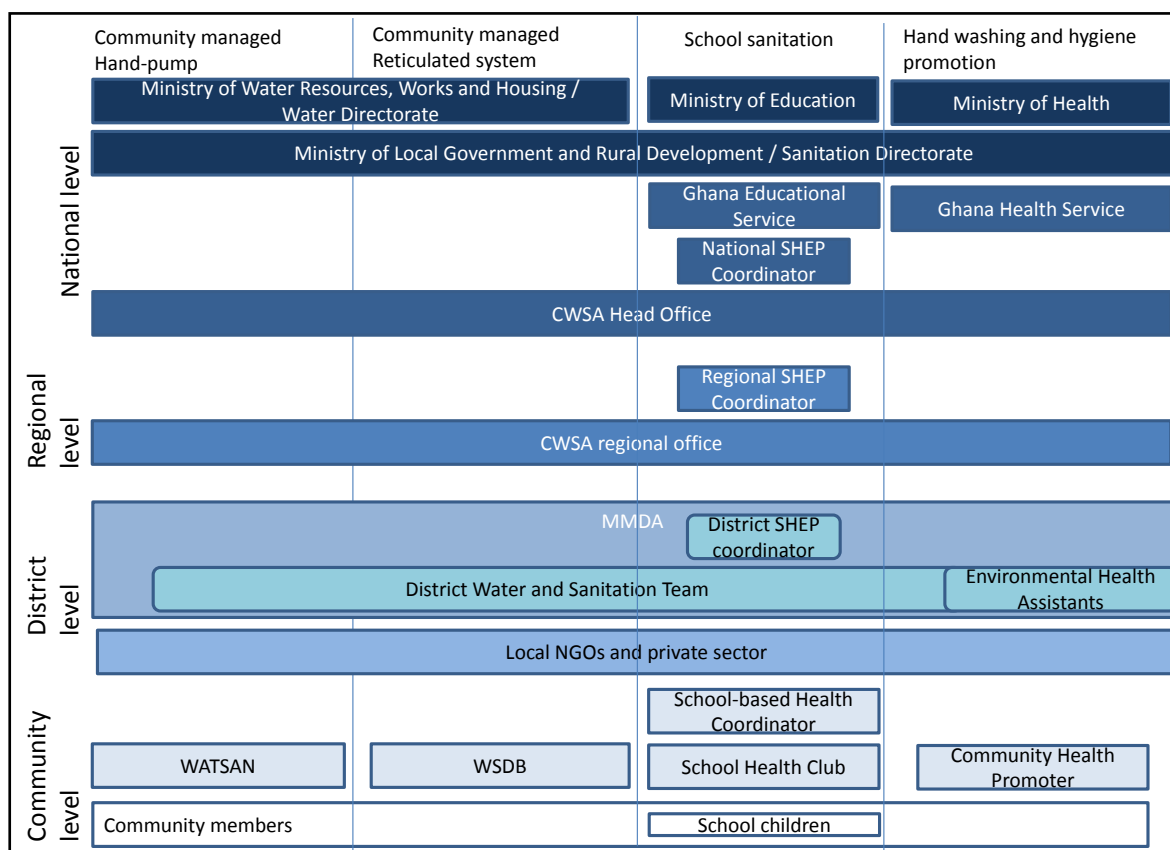 Community managed
Hand-pump
Community managed
Reticulated system
School sanitation
Hand washing and hygiene
promotion
National level
Ministry of Water Resources, Works and Housing /
Water Directorate
Ministry of Education
Ministry of Health
Ministry of Local Government and Rural Development / Sanitation Directorate
Ghana Educational
Service
Ghana Health Service
National SHEP
Coordinator
CWSA Head Office
Regional
level
Regional SHEP
Coordinator
CWSA regional office
District
level
MMDA
District SHEP
coordinator
District Water and Sanitation Team
Environmental Health
Assistants
Local NGOs and private sector
Community
level
School-based Health
Coordinator
WATSAN
WSDB
School Health Club
Community Health
Promoter
Community members
School children